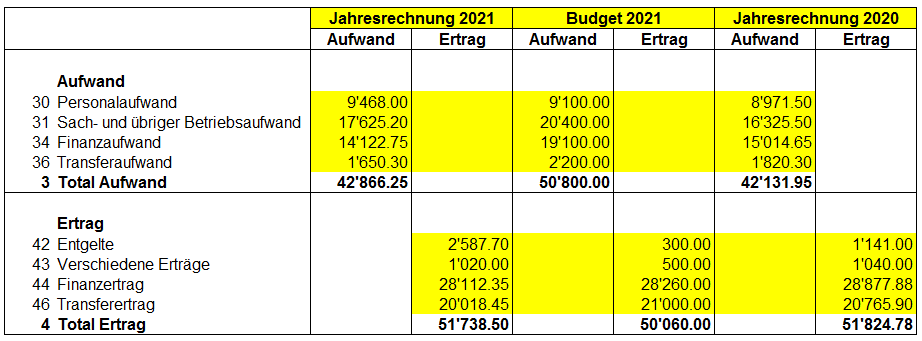 Jahresrechnung 2021 Budget 2021 Jahresrechnung 2020
Aufwand Ertrag Aufwand Ertrag Aufwand Ertrag
Aufwand
30 Personalaufwand 9'468.00 9'100.00 8'971.50
31 Sach- und übriger Betriebsaufwand 17'625.20 20'400.00 16'325.50
34 Finanzaufwand 14'122.75 19'100.00 15'014.65
36 Transferaufwand 1'650.30 2'200.00 1'820.30
3 Total Aufwand 42'866.25 50'800.00 42'131.95
Ertrag
42 Entgelte 2'587.70 300.00 1'141.00
43 Verschiedene Erträge 1'020.00 500.00 1'040.00
44 Finanzertrag 28'112.35 28'260.00 28'877.88
46 Transferertrag 20'018.45 21'000.00 20'765.90
4 Total Ertrag 51'738.50 50'060.00 51'824.78